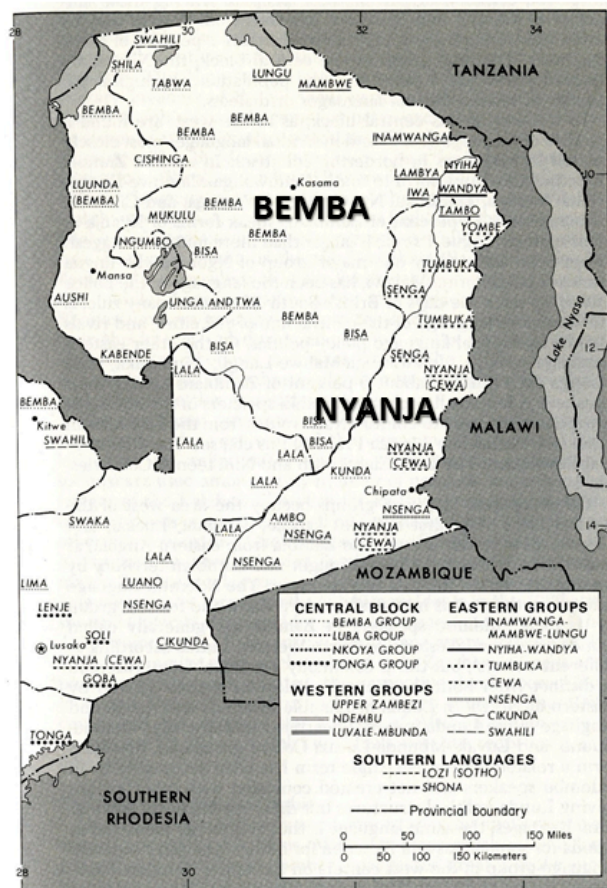 28
30
32
34
SWAHILI
SHILA
TABWA
LUNGU
MAMBWE
TANZANIA
BEMBA
BEMBA
BEMBA
INAMWANGA
CISHINGA
LAMBYA
NYIHA
10
LUUNDA
(BEMBA)
Kasama
IWA
WANDYA
MUKULU
BEMBA
BEMBA
TAMBO
YOMBE
NGUMBO
BISA
BEMBA
Mansa
TUMBUKA
AUSHI
UNGA AND TWA
SENGA
BEMBA
TUMBUKA
BISA
Lake Nyasa
KABENDE
BISA
SENGA
12
LALA
NYANJA
(CEWA)
BEMBA
NYANJA
Kitwe
BISA
MALAWI
SWAHIL
LALA
BISA
NYANJA
(CEWA)
LALA
KUNDA
LALA
Chipata
SWAKA
AMBO
NSENGA
LALA
NYANJA
(CEWA)
14
NSENGA
LALA
NSENGA
MOZAMBIQUE
LIMA
LUANO
LENJE
NSENGA
SOLI
Lusaka
CIKUNDA
NYANJA (CEWA)
GOBA
TONGA
SOUTHERN
RHODESIA
CENTRAL BLOCK
BEMBA GROUP
LUBA GROUP
NKOYA GROUP
TONGA GROUP
WESTERN GROUPS
UPPER ZAMBEZI
NDEMBU
LUVALE-MBUNDA
EASTERN GROUPS
INAMWANGA-
MAMBWE-LUNGU
NYIHA-WANDYA
TUMBUKA
CEWA
NSENGA
CIKUNDA
SWAHILI
SOUTHERN LANGUAGES
LOZI (SOTHO)
SHONA
Provincial boundary
0 50 100 150 Miles
0 50 100 150 Kilometers
28
30
32